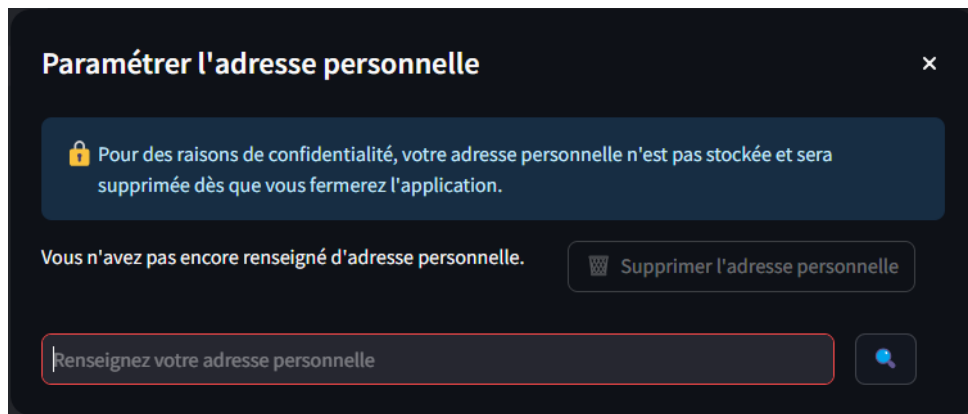 Paramétrer l'adresse personnelle
Pour des raisons de confidentialité, votre adresse personnelle n'est pas stockée et sera
supprimée dès que vous fermerez l'application.
Vous n'avez pas encore renseigné d'adresse personnelle.
Supprimer l'adresse personnelle
Renseignez votre adresse personnelle